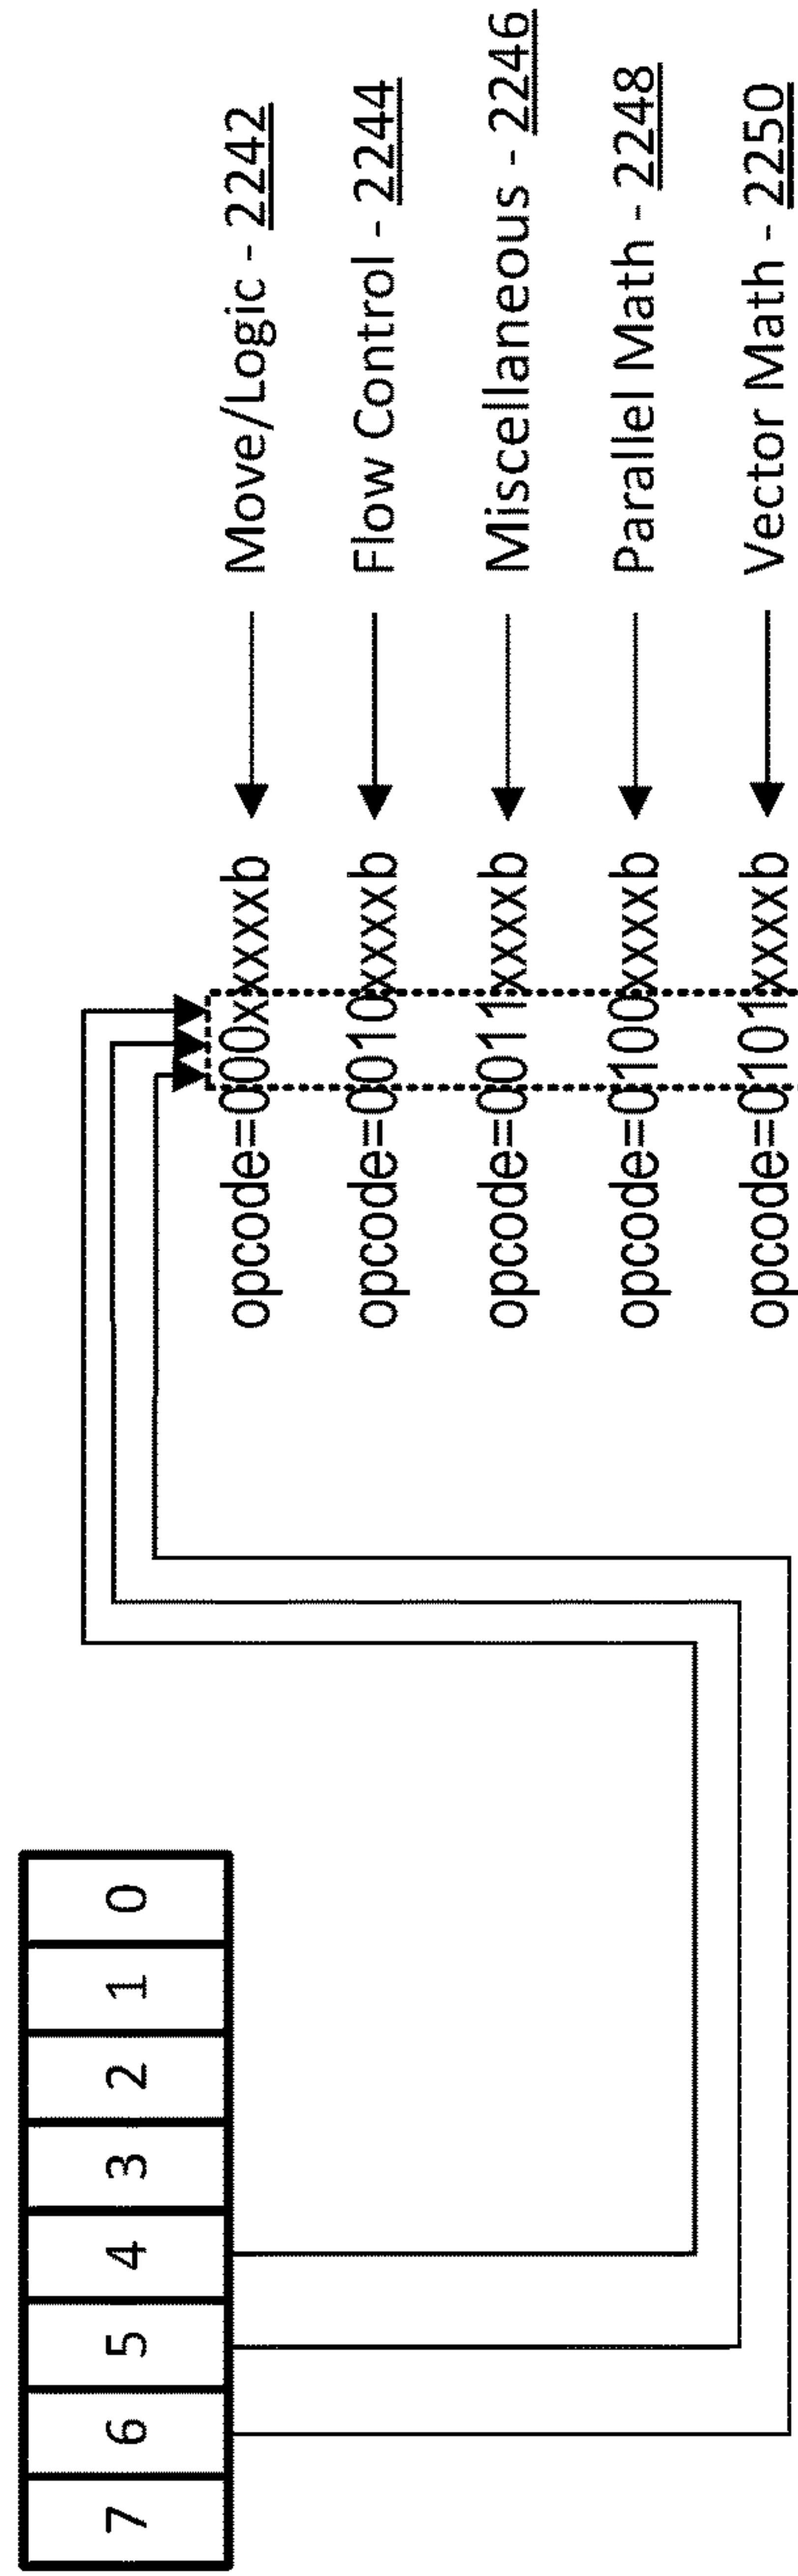 7 6 5 4 3 2 1 0
opcode=000xxxxxb Move/Logic - 2242
opcode=0010xxxxb Flow Control - 2244
opcode=0011xxxxb Miscellaneous - 2246
opcode=0100xxxxb Parallel Math - 2248
opcode=0101xxxxb Vector Math - 2250